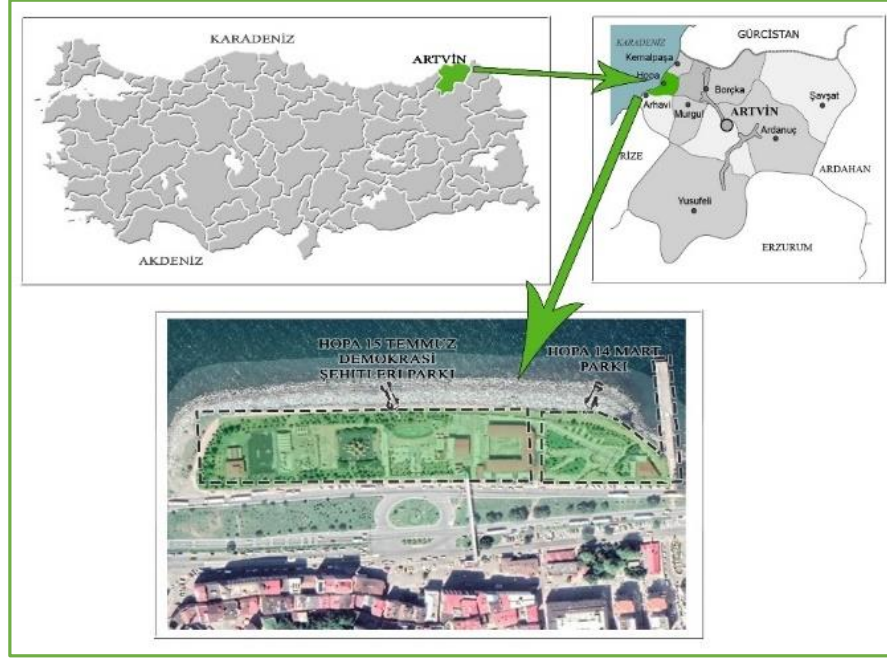 KARADENİZ
ARTVİN
AKDENİZ
GÜRCİSTAN
KARADENİZ
Kemalpaşa
Hopa
Borçka
Şavşat
Arhavi
Murgul
ARTVİN
Ardanuç
RİZE
ARDAHAN
Yusufeli
ERZURUM
HOPA 15 TEMMUZ
DEMOKRASİ
ŞEHİTLERİ PARKI
HOPA 14 MART
PARKI